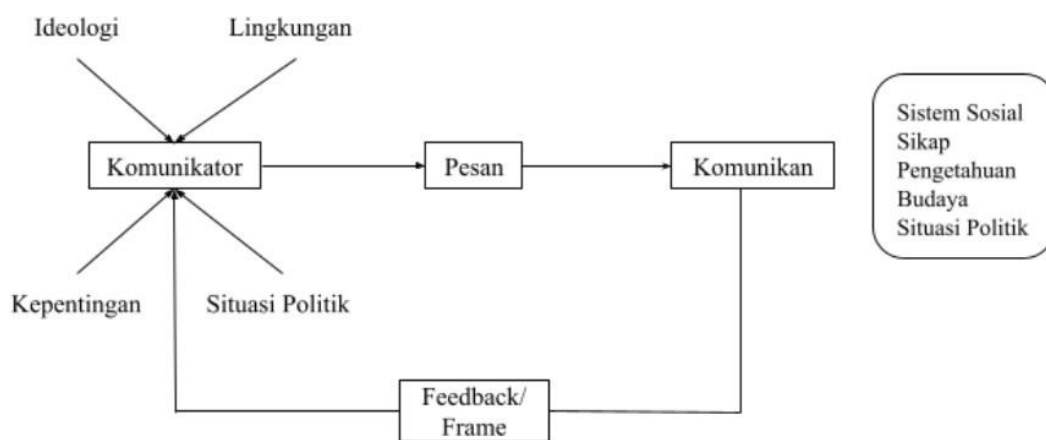 Ideologi
Lingkungan
Komunikator
Pesan
Komunikan
Sistem Sosial
Sikap
Pengetahuan
Budaya
Situasi Politik
Kepentingan
Situasi Politik
Feedback/
Frame